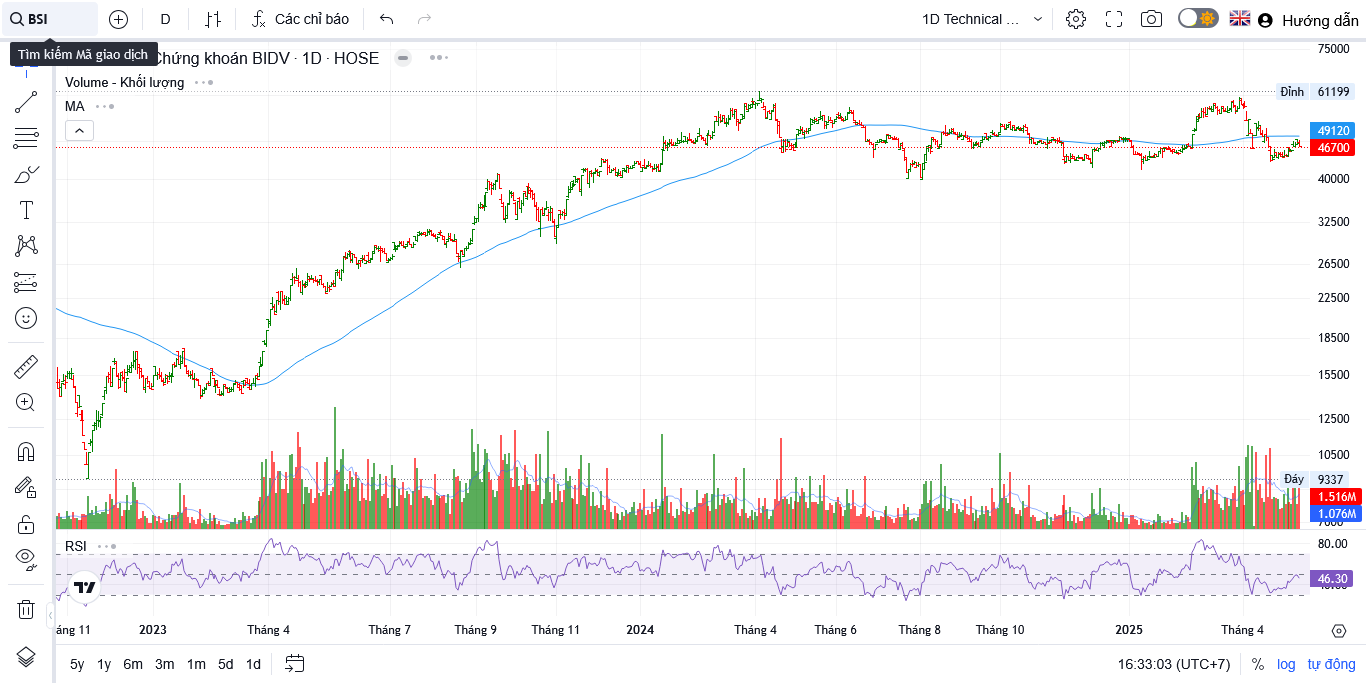 BSI
D
Các chỉ báo
1D Technical ...
Hướng dẫn
Tìm kiếm Mã giao dịch
Chứng khoán BIDV · 1D · HOSE
Volume - Khối lượng
MA
75000
Đỉnh 61199
49120
46700
40000
32500
26500
22500
18500
15500
12500
10500
Đáy 9337
1.516M
1.076M
RSI
80.00
46.30
áng 11 2023 Tháng 4 Tháng 7 Tháng 9 Tháng 11 2024 Tháng 4 Tháng 6 Tháng 8 Tháng 10 2025 Tháng 4
5y 1y 6m 3m 1m 5d 1d
16:33:03 (UTC+7) % log tự động